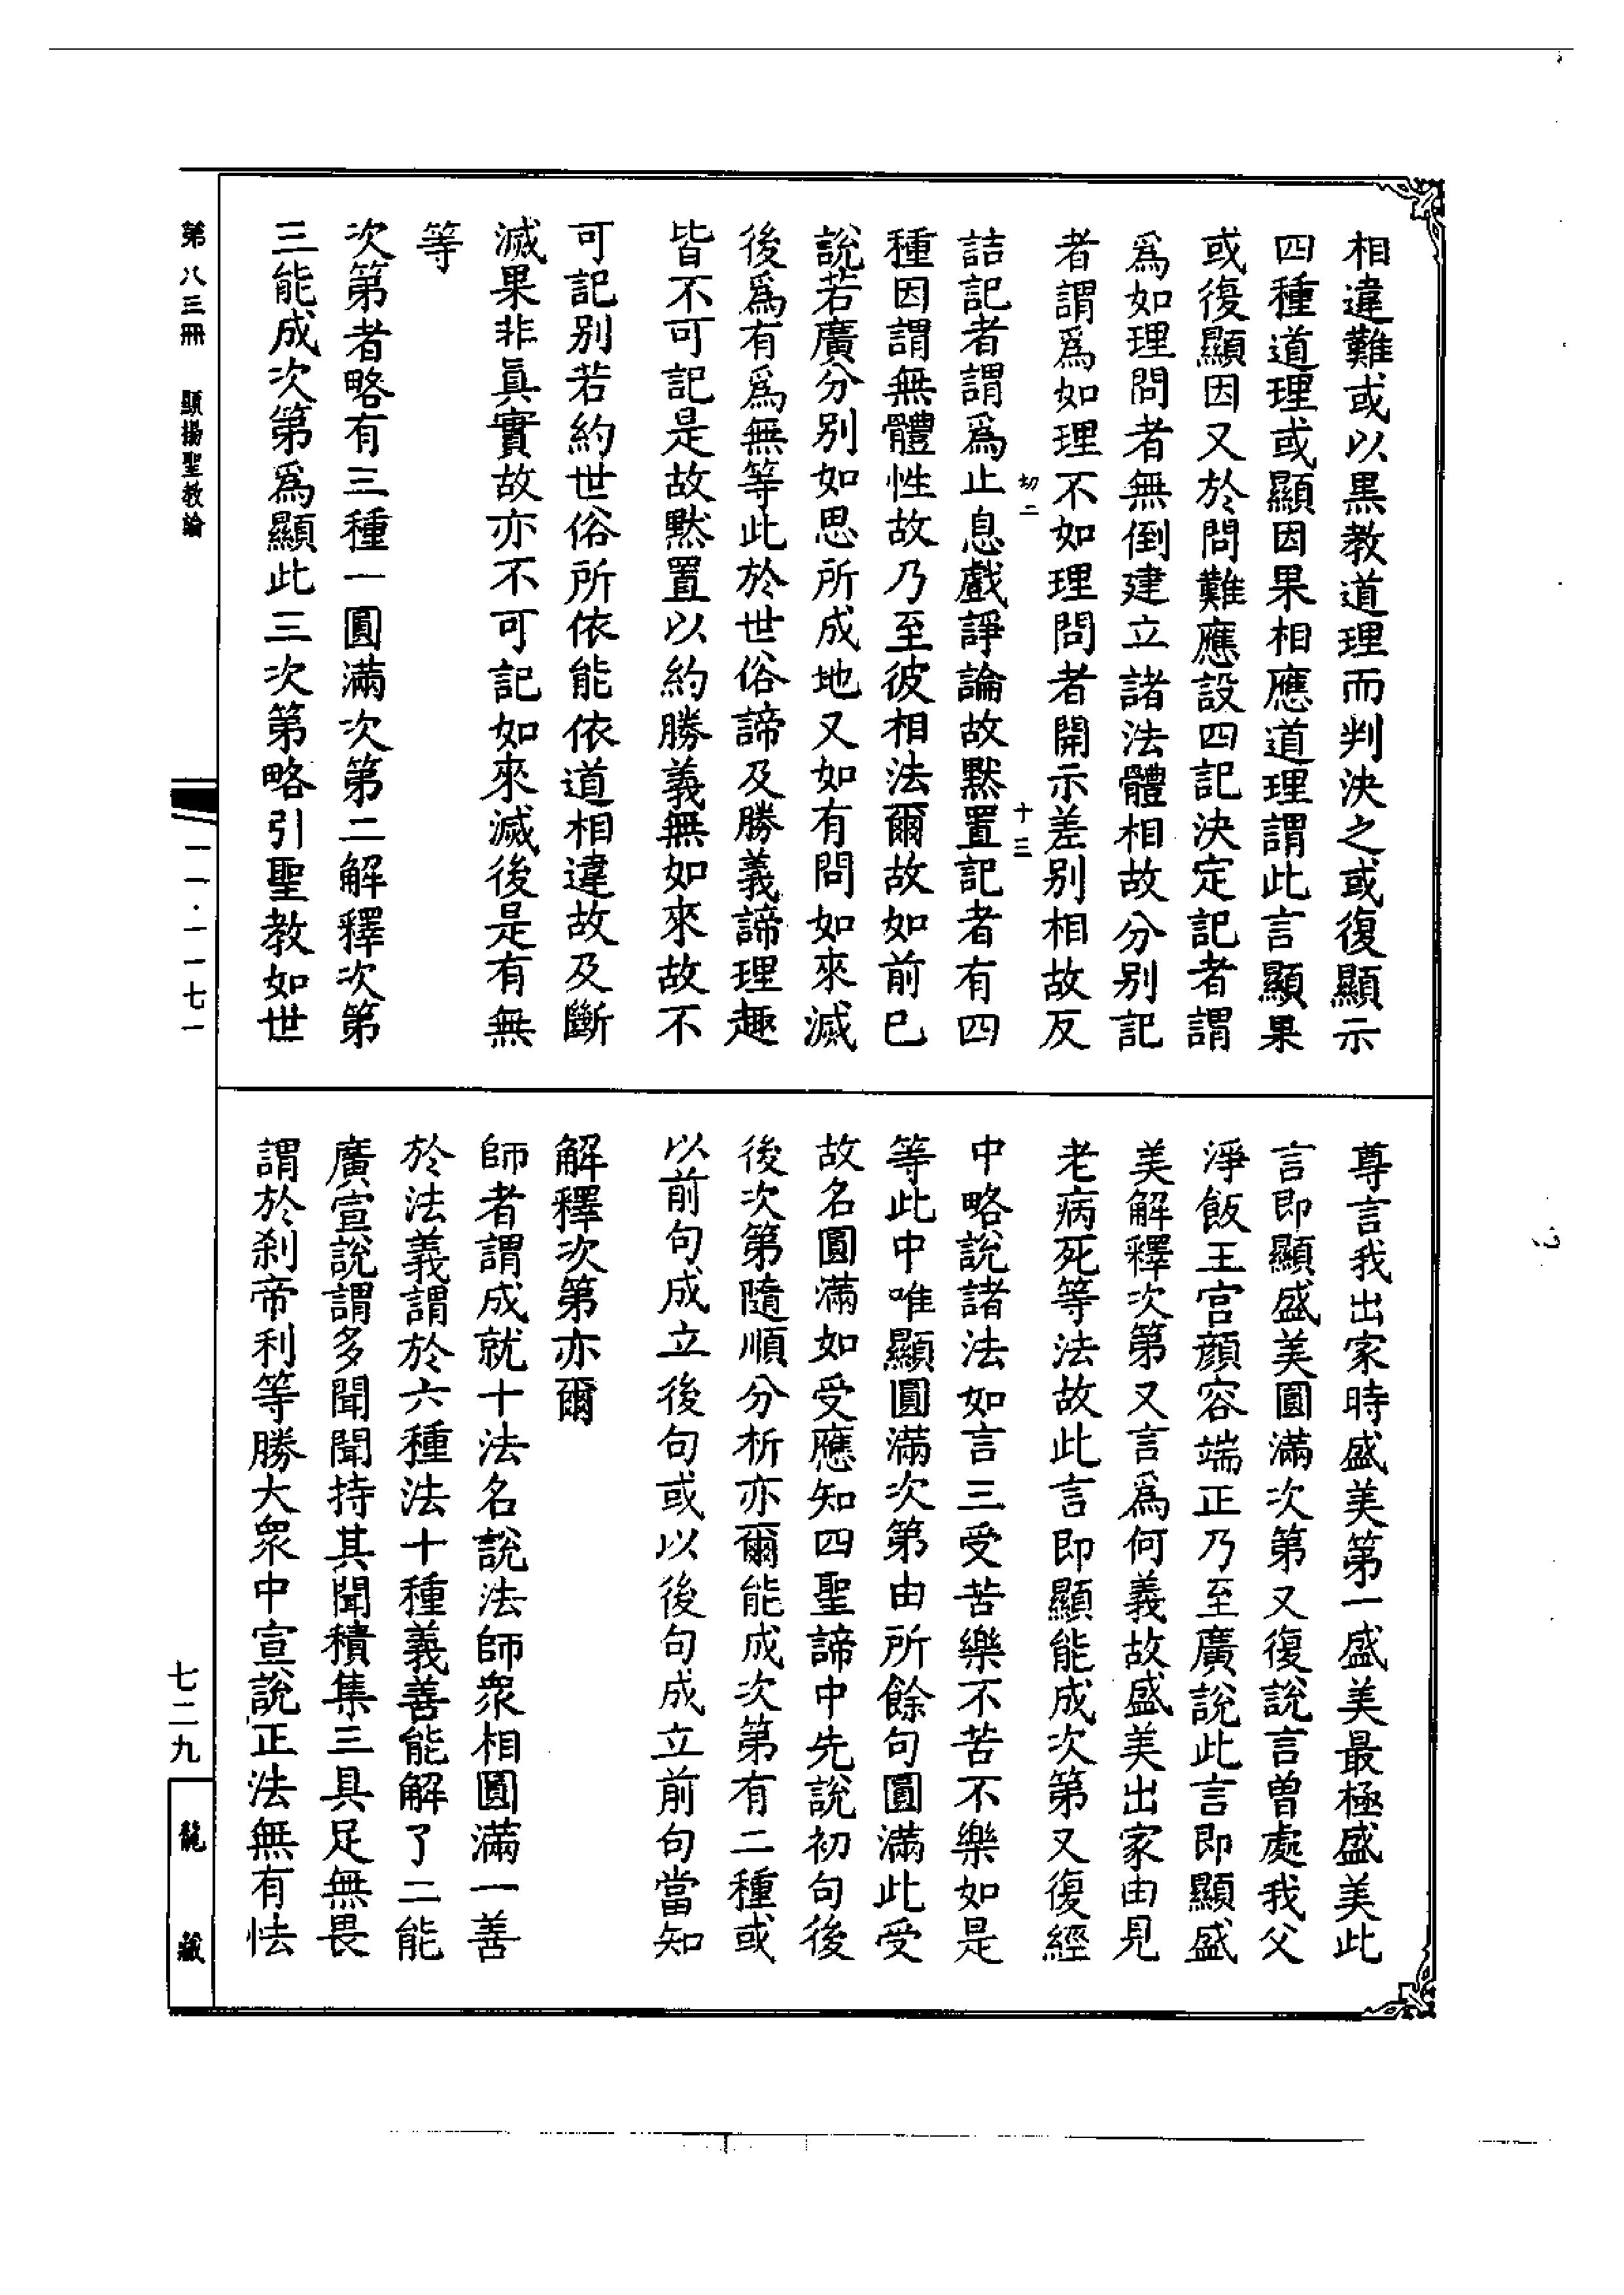 相違難或以黒教道理而判決之或復顯示
四種道理或顯因果相應道理謂此言顯果
或復顯因又於問難應設四記決定記者謂
爲如理問者無倒建立諸法體相故分別記
者謂爲如理不如理問者開示差別相故反
切二
十三
詰記者謂爲止息戲諍論故默置記者有四
種因謂無體性故乃至彼相法爾故如前已
說若廣分別如思所成地又如有問如來滅
後爲有爲無等此於世俗諦及勝義諦理趣
皆不可記是故默置以約勝義無如來故不
可記別若約世俗所依能依道相違故及斷
滅果非眞實故亦不可記如來滅後是有無
等
次第者略有三種一圓滿次第二解釋次第
三能成次第爲顯此三次第略引聖教如世
尊言我出家時盛美第一盛美最極盛美此
言即顯盛美圓滿次第又復說言曾處我父
淨飯王宫顏容端正乃至廣說此言即顯盛
美解釋次第又言爲何義故盛美出家由見
老病死等法故此言即顯能成次第又復經
中略說諸法如言三受苦樂不苦不樂如是
等此中唯顯圓滿次第由所餘句圓滿此受
故名圓滿如受應知四聖諦中先說初句後
後次第隨順分析亦爾能成次第有二種或
以前句成立後句或以後句成立前句當知
解釋次第亦爾
師者謂成就十法名說法師衆相圓滿一善
於法義謂於六種法十種義善能解了二能
廣宣說謂多聞聞持其聞積集三具足無畏
謂於刹帝利等勝大衆中宣說正法無有怯
第八三冊 顯揚聖教論
一一·一一七一
七二九
龍藏